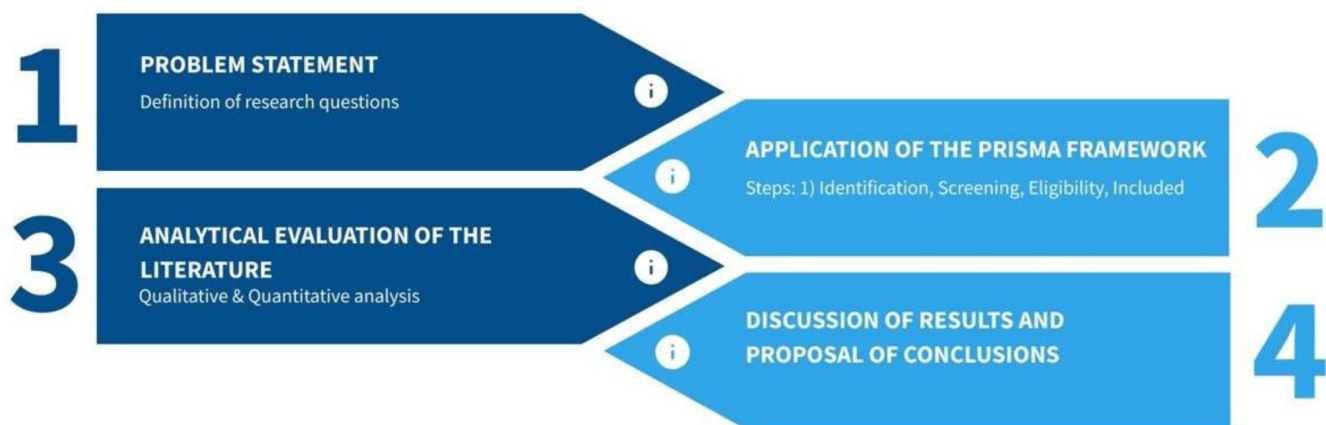 1
PROBLEM STATEMENT
Definition of research questions
i
2
APPLICATION OF THE PRISMA FRAMEWORK
Steps: 1) Identification, Screening, Eligibility, Included
i
3
ANALYTICAL EVALUATION OF THE
LITERATURE
Qualitative & Quantitative analysis
i
4
DISCUSSION OF RESULTS AND
PROPOSAL OF CONCLUSIONS
i